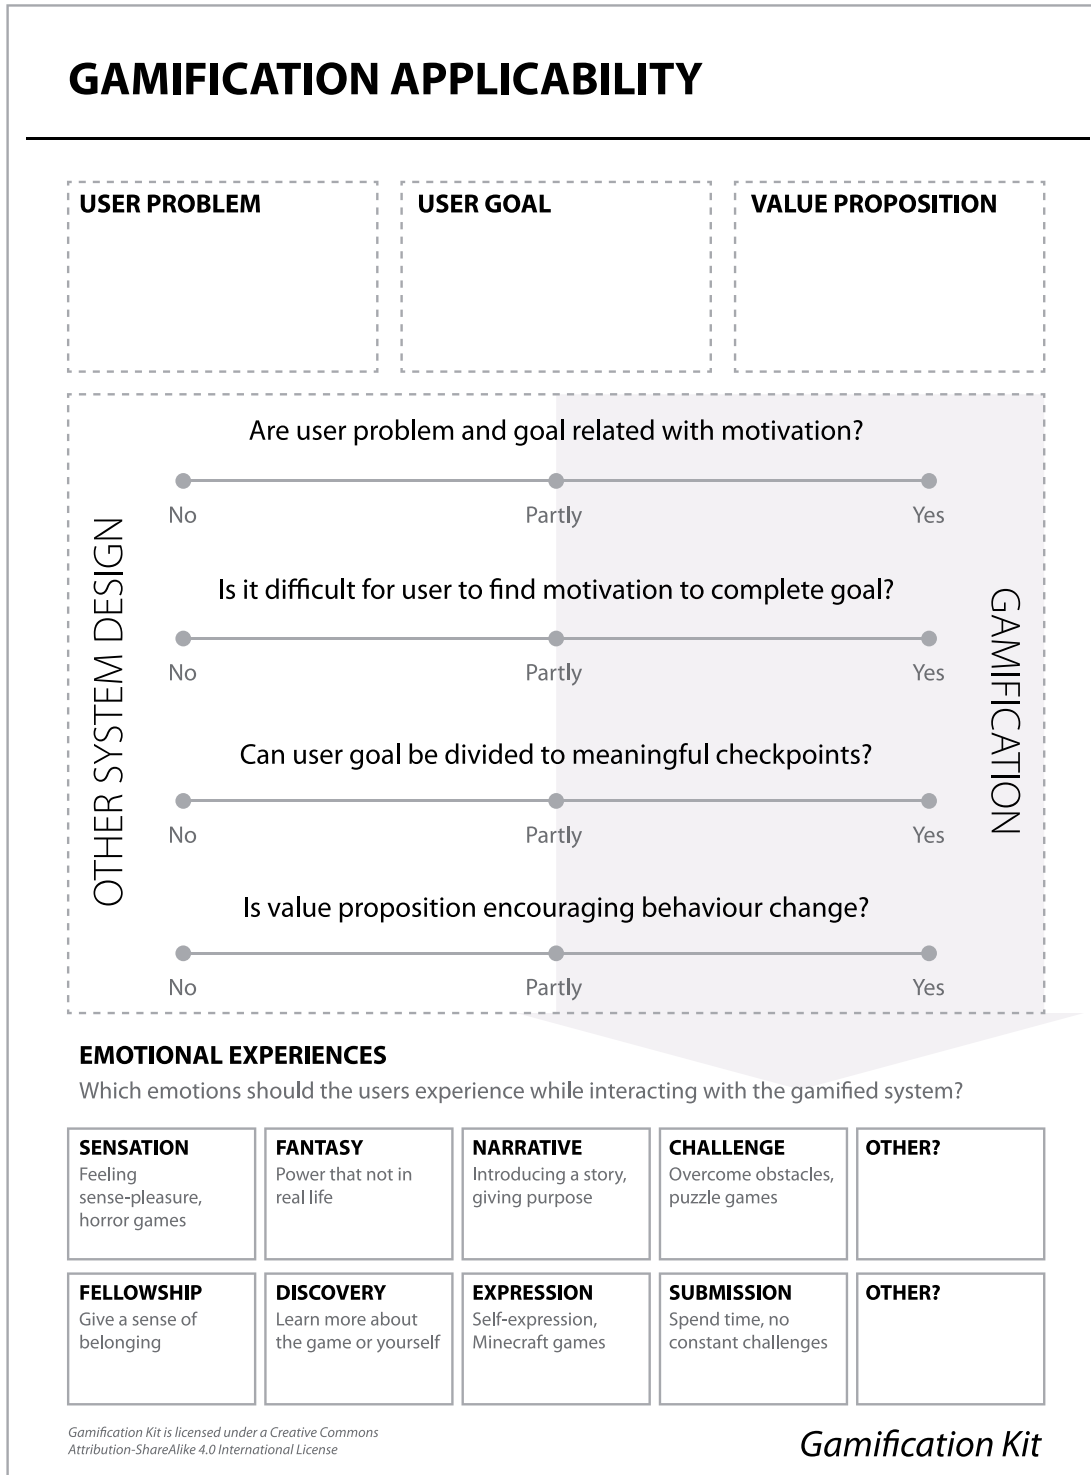 GAMIFICATION APPLICABILITY
USER PROBLEM
USER GOAL
VALUE PROPOSITION
OTHER SYSTEM DESIGN
Are user problem and goal related with motivation?
No
Partly
Yes
Is it difficult for user to find motivation to complete goal?
No
Partly
Yes
Can user goal be divided to meaningful checkpoints?
No
Partly
Yes
Is value proposition encouraging behaviour change?
No
Partly
Yes
GAMIFICATION
EMOTIONAL EXPERIENCES
Which emotions should the users experience while interacting with the gamified system?
SENSATION
Feeling
sense-pleasure,
horror games
FANTASY
Power that not in
real life
NARRATIVE
Introducing a story,
giving purpose
CHALLENGE
Overcome obstacles,
puzzle games
OTHER?
FELLOWSHIP
Give a sense of
belonging
DISCOVERY
Learn more about
the game or yourself
EXPRESSION
Self-expression,
Minecraft games
SUBMISSION
Spend time, no
constant challenges
OTHER?
Gamification Kit is licensed under a Creative Commons
Attribution-ShareAlike 4.0 International License
Gamification Kit